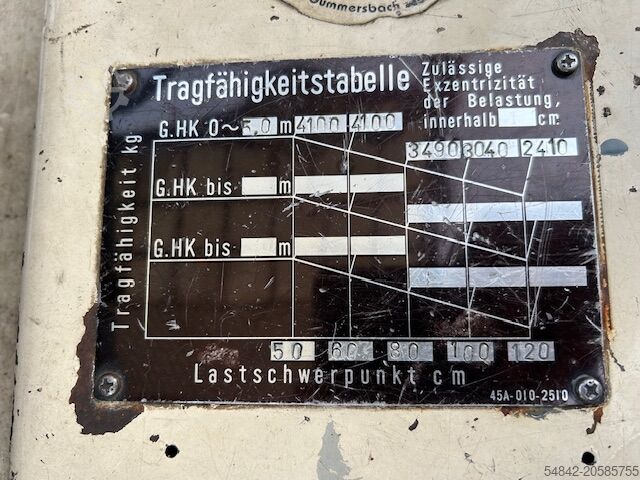 Gummersbach
Tragfähigkeitstabelle
Zulässige
Exzentrizität
der Belastung,
innerhalb cm
G.HK 0~5,0 m 4100 4100
3490 3040 2410
G.HK bis m
G.HK bis m
Tragfähigkeit kg
50 60 80 100 120
Lastschwerpunkt cm
45A-010-2510
54842-20585755